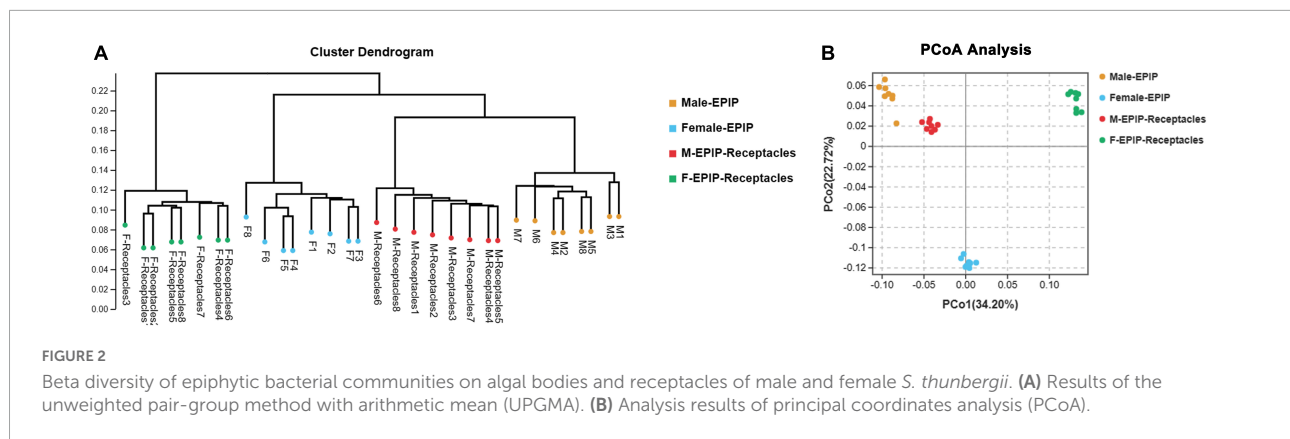 A
Cluster Dendrogram
0.22
0.20
0.18
0.16
0.14
0.12
0.10
0.08
0.06
0.04
0.02
0.00
F-Receptacles3
F-Receptacles2
F-Receptacles5
F-Receptacles8
F-Receptacles7
F-Receptacles4
F-Receptacles6
F8
F6
F5
F4
F1
F2
F7
F3
M-Receptacles6
M-Receptacles8
M-Receptacles1
M-Receptacles2
M-Receptacles3
M-Receptacles7
M-Receptacles4
M-Receptacles5
M7
M6
M4
M2
M8
M5
M3
M1
Male-EPIP
Female-EPIP
M-EPIP-Receptacles
F-EPIP-Receptacles
B
PCoA Analysis
PCo2(22.72%)
0.06
0.04
0.02
0
-0.02
-0.04
-0.06
-0.08
-0.1
-0.12
-0.10
-0.05
0.00
0.05
0.10
PCo1(34.20%)
Male-EPIP
Female-EPIP
M-EPIP-Receptacles
F-EPIP-Receptacles
FIGURE 2
Beta diversity of epiphytic bacterial communities on algal bodies and receptacles of male and female S. thunbergii. (A) Results of the
unweighted pair-group method with arithmetic mean (UPGMA). (B) Analysis results of principal coordinates analysis (PCoA).